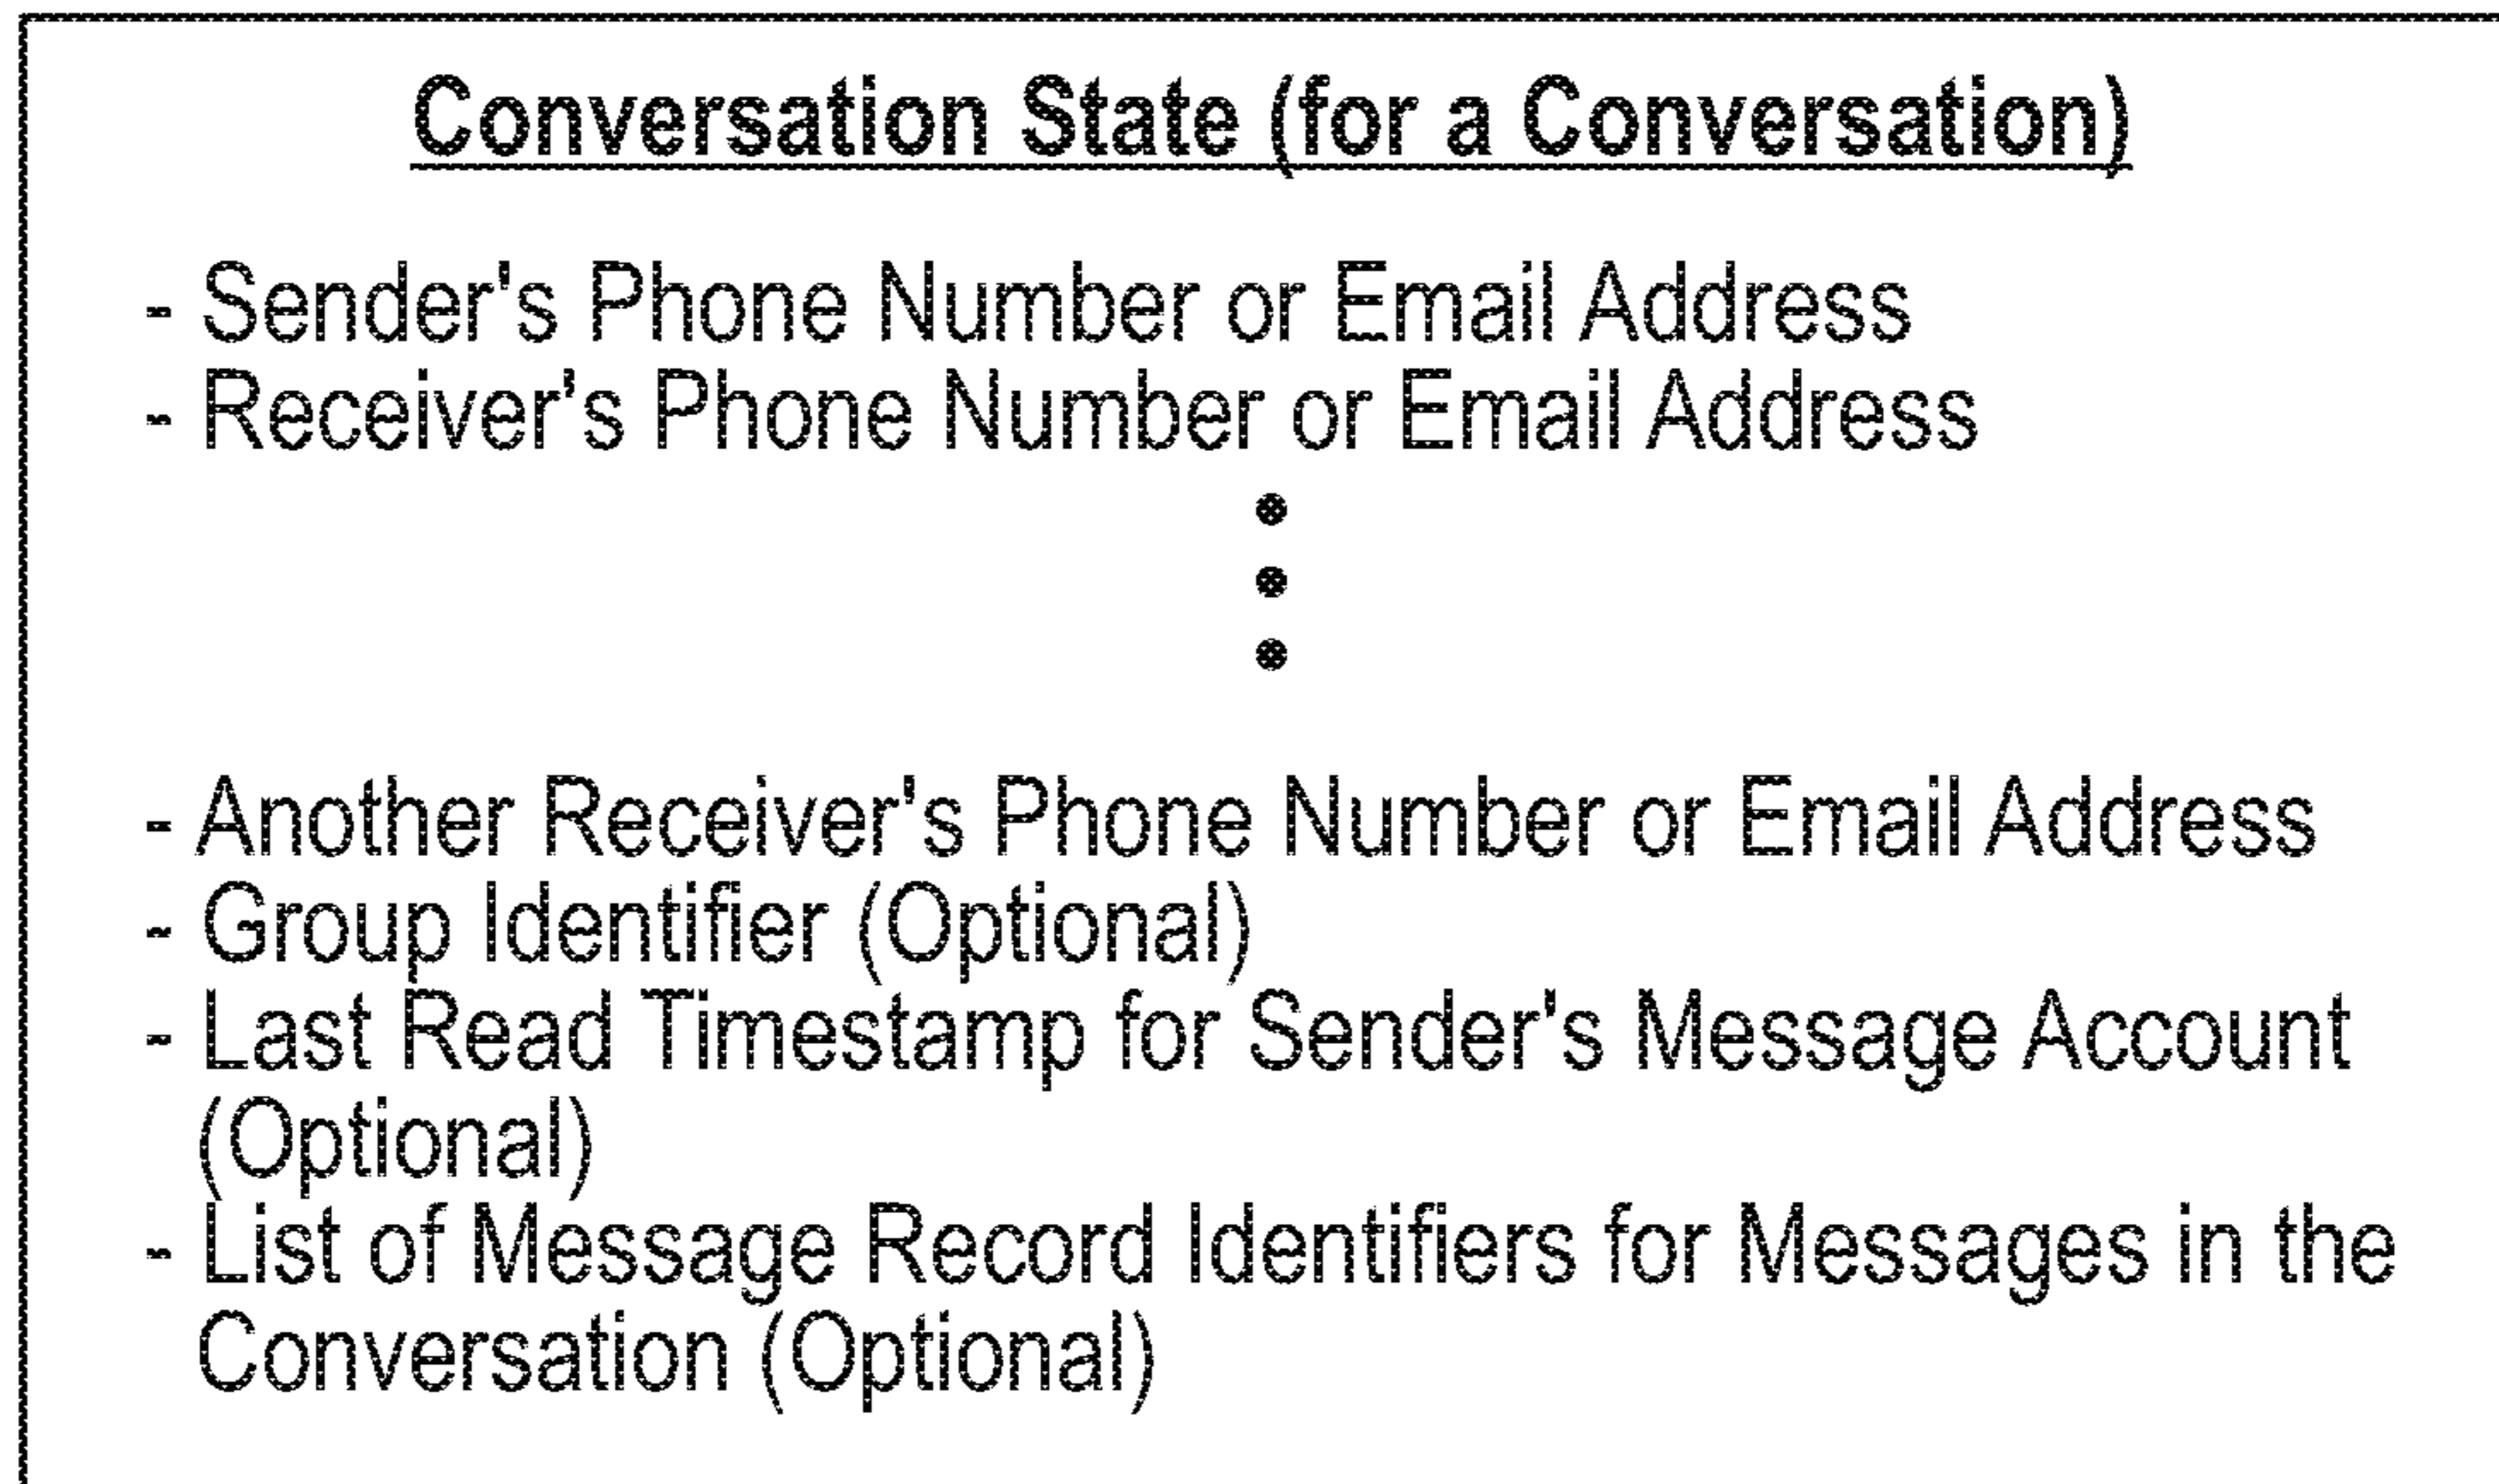 Conversation State (for a Conversation)
- Sender's Phone Number or Email Address
- Receiver's Phone Number or Email Address
•
•
•
- Another Receiver's Phone Number or Email Address
- Group Identifier (Optional)
- Last Read Timestamp for Sender's Message Account
(Optional)
- List of Message Record Identifiers for Messages in the
Conversation (Optional)